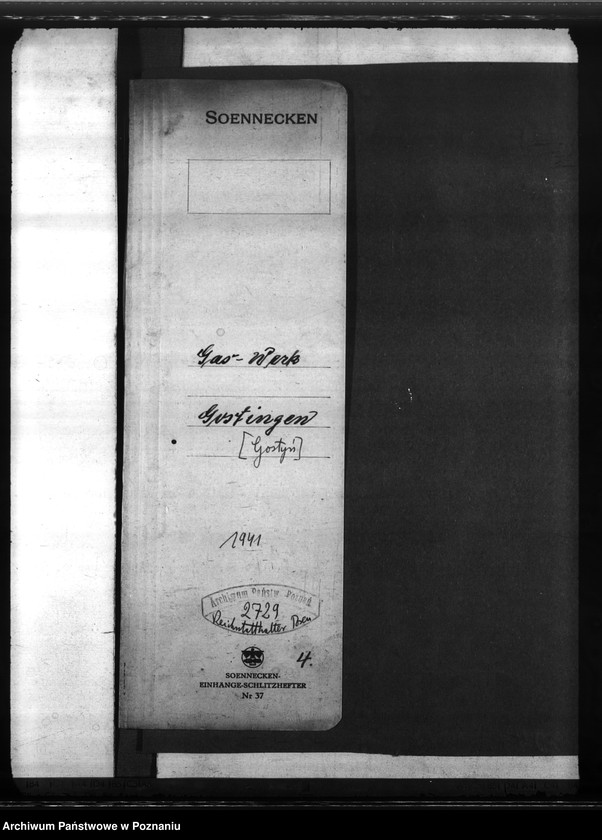 SOENNECKEN
Gas-Werk
Gostingen
[Gostyń]
1941
Archiwum Państw. Poznań
2729
Reichsstatthalter Posen
4.
SOENNECKEN-
EINHANGE-SCHLITZHEFTER
Nr 37
Archiwum Państwowe w Poznaniu